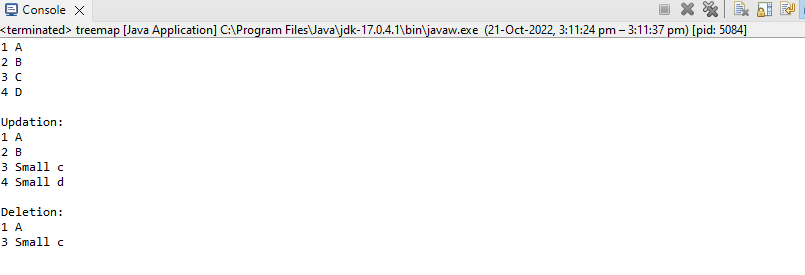 Console
<terminated> treemap [Java Application] C:\Program Files\Java\jdk-17.0.4.1\bin\javaw.exe (21-Oct-2022, 3:11:24 pm – 3:11:37 pm) [pid: 5084]
1 A
2 B
3 C
4 D
Updation:
1 A
2 B
3 Small c
4 Small d
Deletion:
1 A
3 Small c